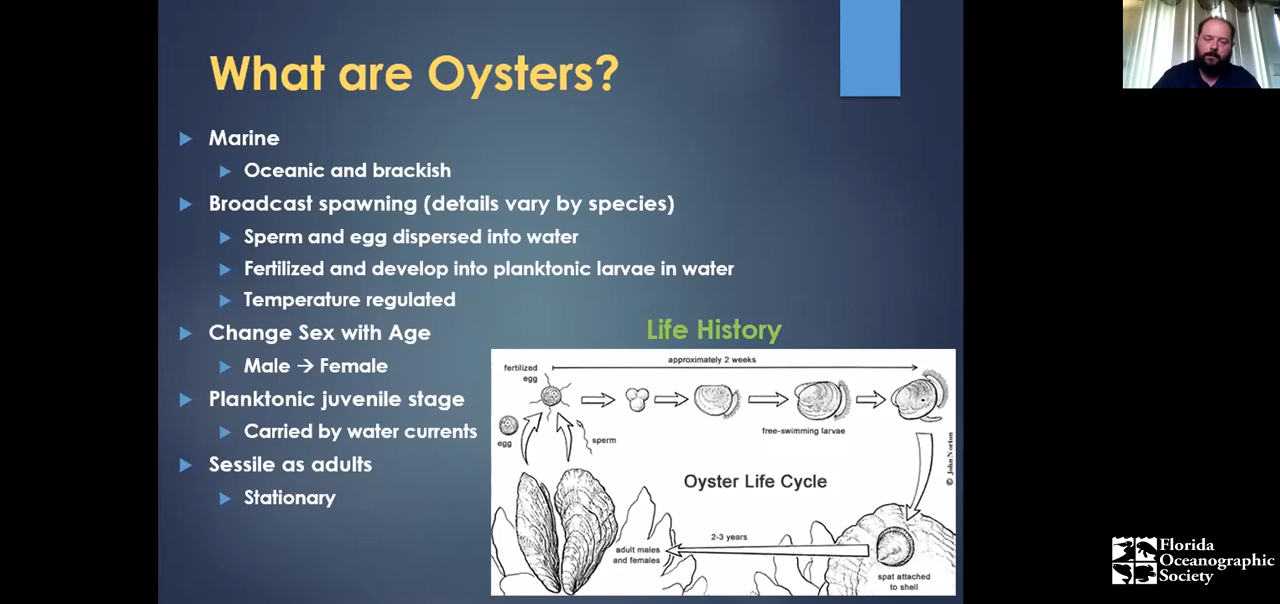 What are Oysters?
Marine
Oceanic and brackish
Broadcast spawning (details vary by species)
Sperm and egg dispersed into water
Fertilized and develop into planktonic larvae in water
Temperature regulated
Change Sex with Age
Male → Female
Planktonic juvenile stage
Carried by water currents
Sessile as adults
Stationary
Life History
approximately 2 weeks
fertilized
egg
egg
sperm
free-swimming larvae
© John Norton
Oyster Life Cycle
2-3 years
adult males
and females
spat attached
to shell
Florida
Oceanographic
Society